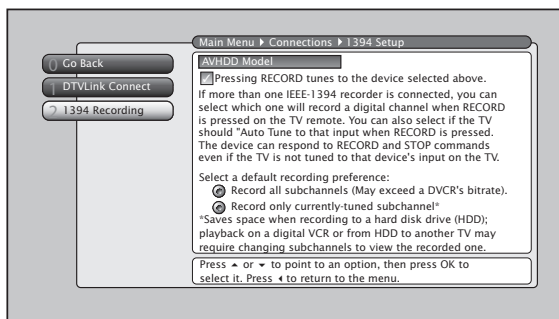 Main Menu ▸ Connections ▸ 1394 Setup
0 Go Back
1 DTVLink Connect
2 1394 Recording
AVHDD Model
Pressing RECORD tunes to the device selected above.
If more than one IEEE-1394 recorder is connected, you can
select which one will record a digital channel when RECORD
is pressed on the TV remote. You can also select if the TV
should "Auto Tune to that input when RECORD is pressed.
The device can respond to RECORD and STOP commands
even if the TV is not tuned to that device's input on the TV.
Select a default recording preference:
Record all subchannels (May exceed a DVCR's bitrate).
Record only currently-tuned subchannel*
*Saves space when recording to a hard disk drive (HDD);
playback on a digital VCR or from HDD to another TV may
require changing subchannels to view the recorded one.
Press ▴ or ▾ to point to an option, then press OK to
select it. Press ◂ to return to the menu.